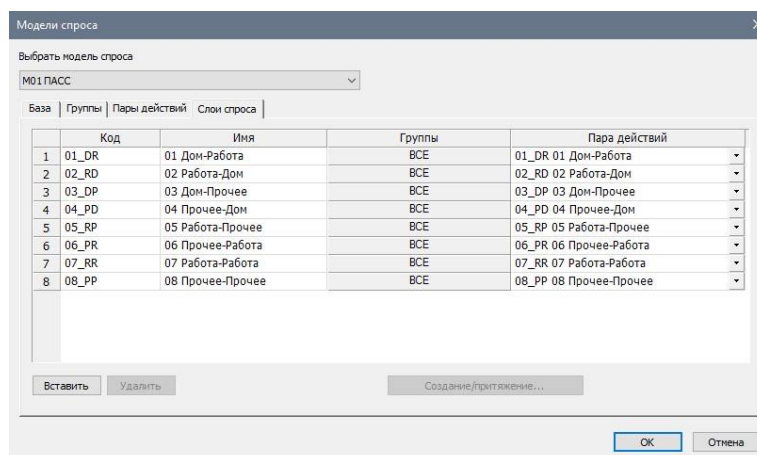 Модели спроса
Выбрать модель спроса
M01 ПАСС
База Группы Пары действий Слои спроса
Код Имя Группы Пара действий
1 01_DR 01 Дом-Работа ВСЕ 01_DR 01 Дом-Работа
2 02_RD 02 Работа-Дом ВСЕ 02_RD 02 Работа-Дом
3 03_DP 03 Дом-Прочее ВСЕ 03_DP 03 Дом-Прочее
4 04_PD 04 Прочее-Дом ВСЕ 04_PD 04 Прочее-Дом
5 05_RP 05 Работа-Прочее ВСЕ 05_RP 05 Работа-Прочее
6 06_PR 06 Прочее-Работа ВСЕ 06_PR 06 Прочее-Работа
7 07_RR 07 Работа-Работа ВСЕ 07_RR 07 Работа-Работа
8 08_PP 08 Прочее-Прочее ВСЕ 08_PP 08 Прочее-Прочее
Вставить Удалить Создание/притяжение...
OK Отмена